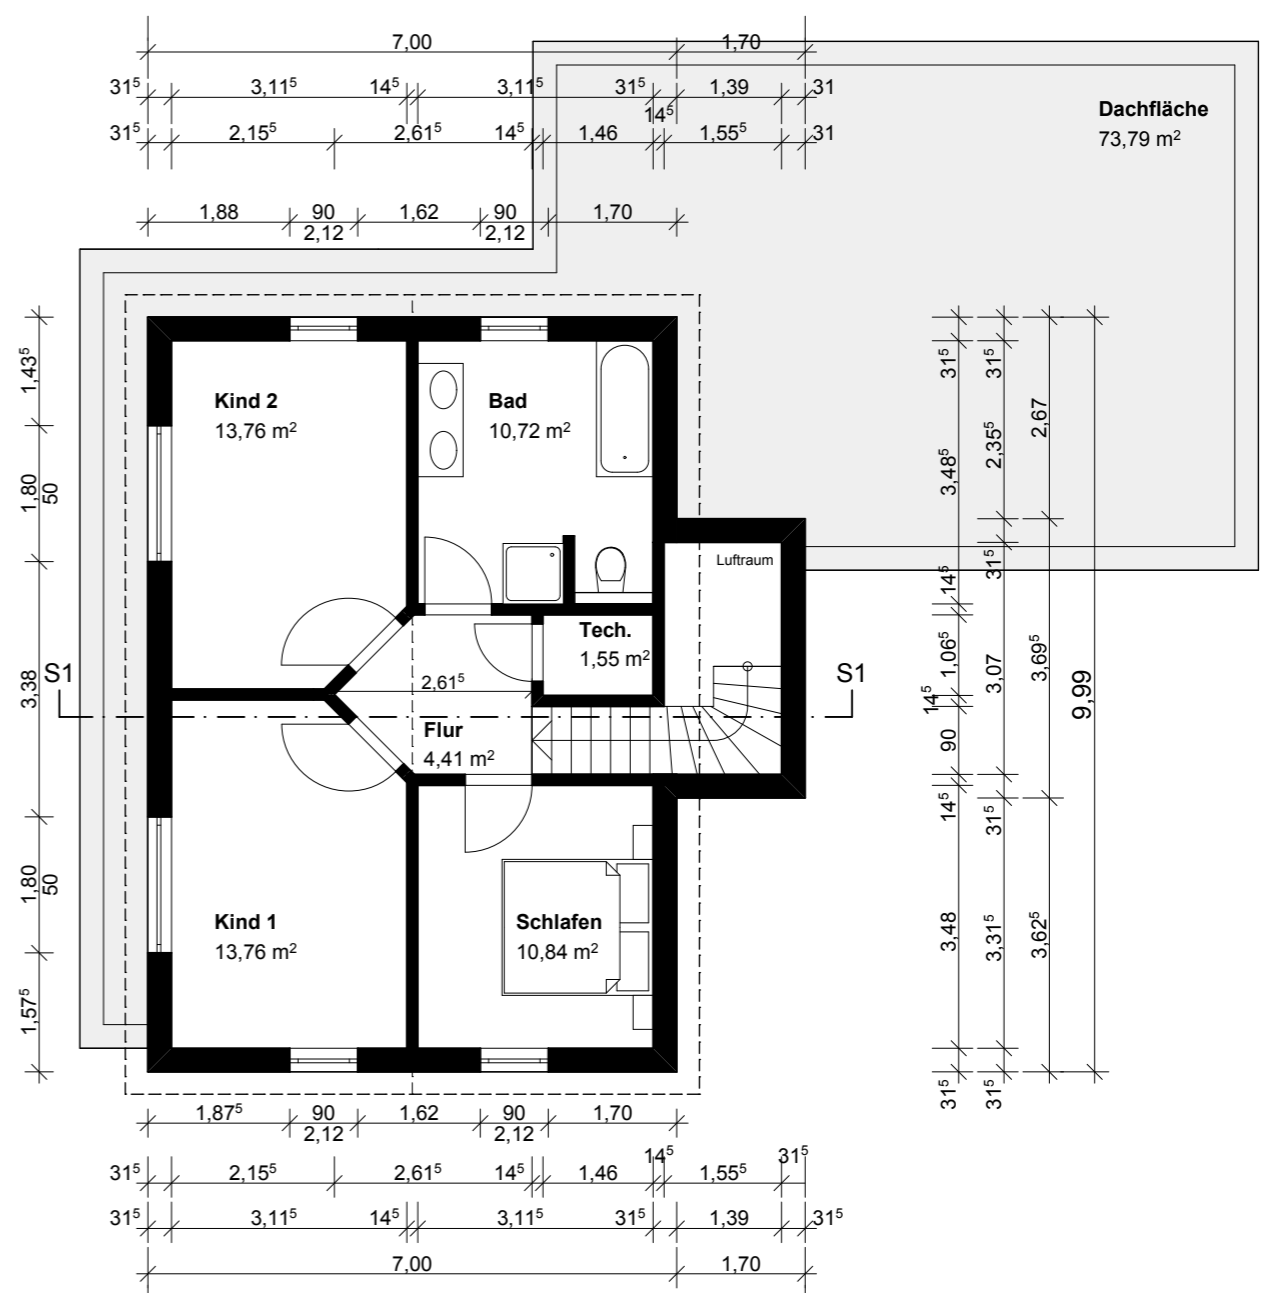 7,00 1,70
31⁵ 3,11⁵ 14⁵ 3,11⁵ 31⁵ 1,39 31
14⁵
31⁵ 2,15⁵ 2,61⁵ 14⁵ 1,46 1,55⁵ 31
Dachfläche
73,79 m²
1,88 90 1,62 90 1,70
2,12 2,12
1,43⁵
1,80
50
3,38
1,80
50
1,57⁵
Kind 2
13,76 m²
Bad
10,72 m²
Luftraum
Tech.
1,55 m²
S1 S1
2,61⁵
Flur
4,41 m²
Kind 1
13,76 m²
Schlafen
10,84 m²
31⁵
3,48⁵
14⁵
1,06⁵
14⁵
90
14⁵
3,48
31⁵
31⁵
2,35⁵
31⁵
3,07
31⁵
3,31⁵
31⁵
2,67
3,69⁵
3,62⁵
9,99
1,87⁵ 90 1,62 90 1,70
2,12 2,12
14⁵ 31⁵
31⁵ 2,15⁵ 2,61⁵ 14⁵ 1,46 1,55⁵
31⁵ 3,11⁵ 14⁵ 3,11⁵ 31⁵ 1,39 31⁵
7,00 1,70